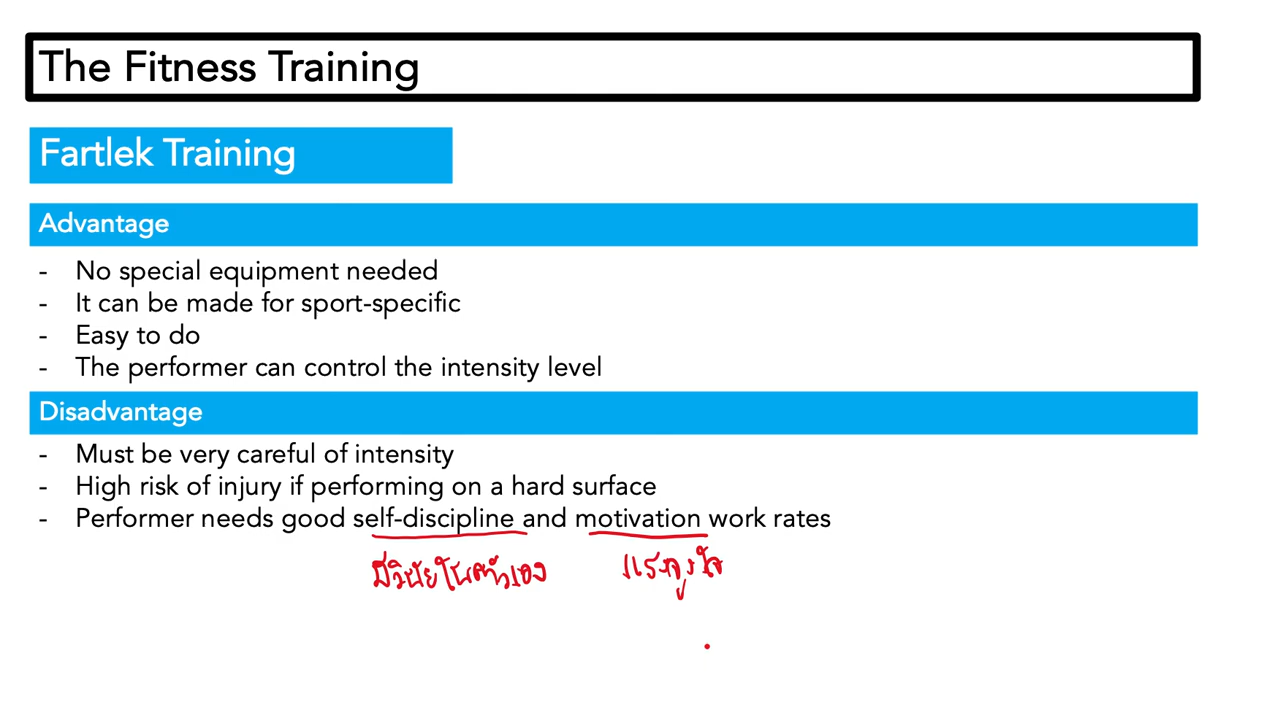 The Fitness Training
Fartlek Training
Advantage
- No special equipment needed
- It can be made for sport-specific
- Easy to do
- The performer can control the intensity level
Disadvantage
- Must be very careful of intensity
- High risk of injury if performing on a hard surface
- Performer needs good self-discipline and motivation work rates
มีวินัยในตัวเอง แรงจูงใจ